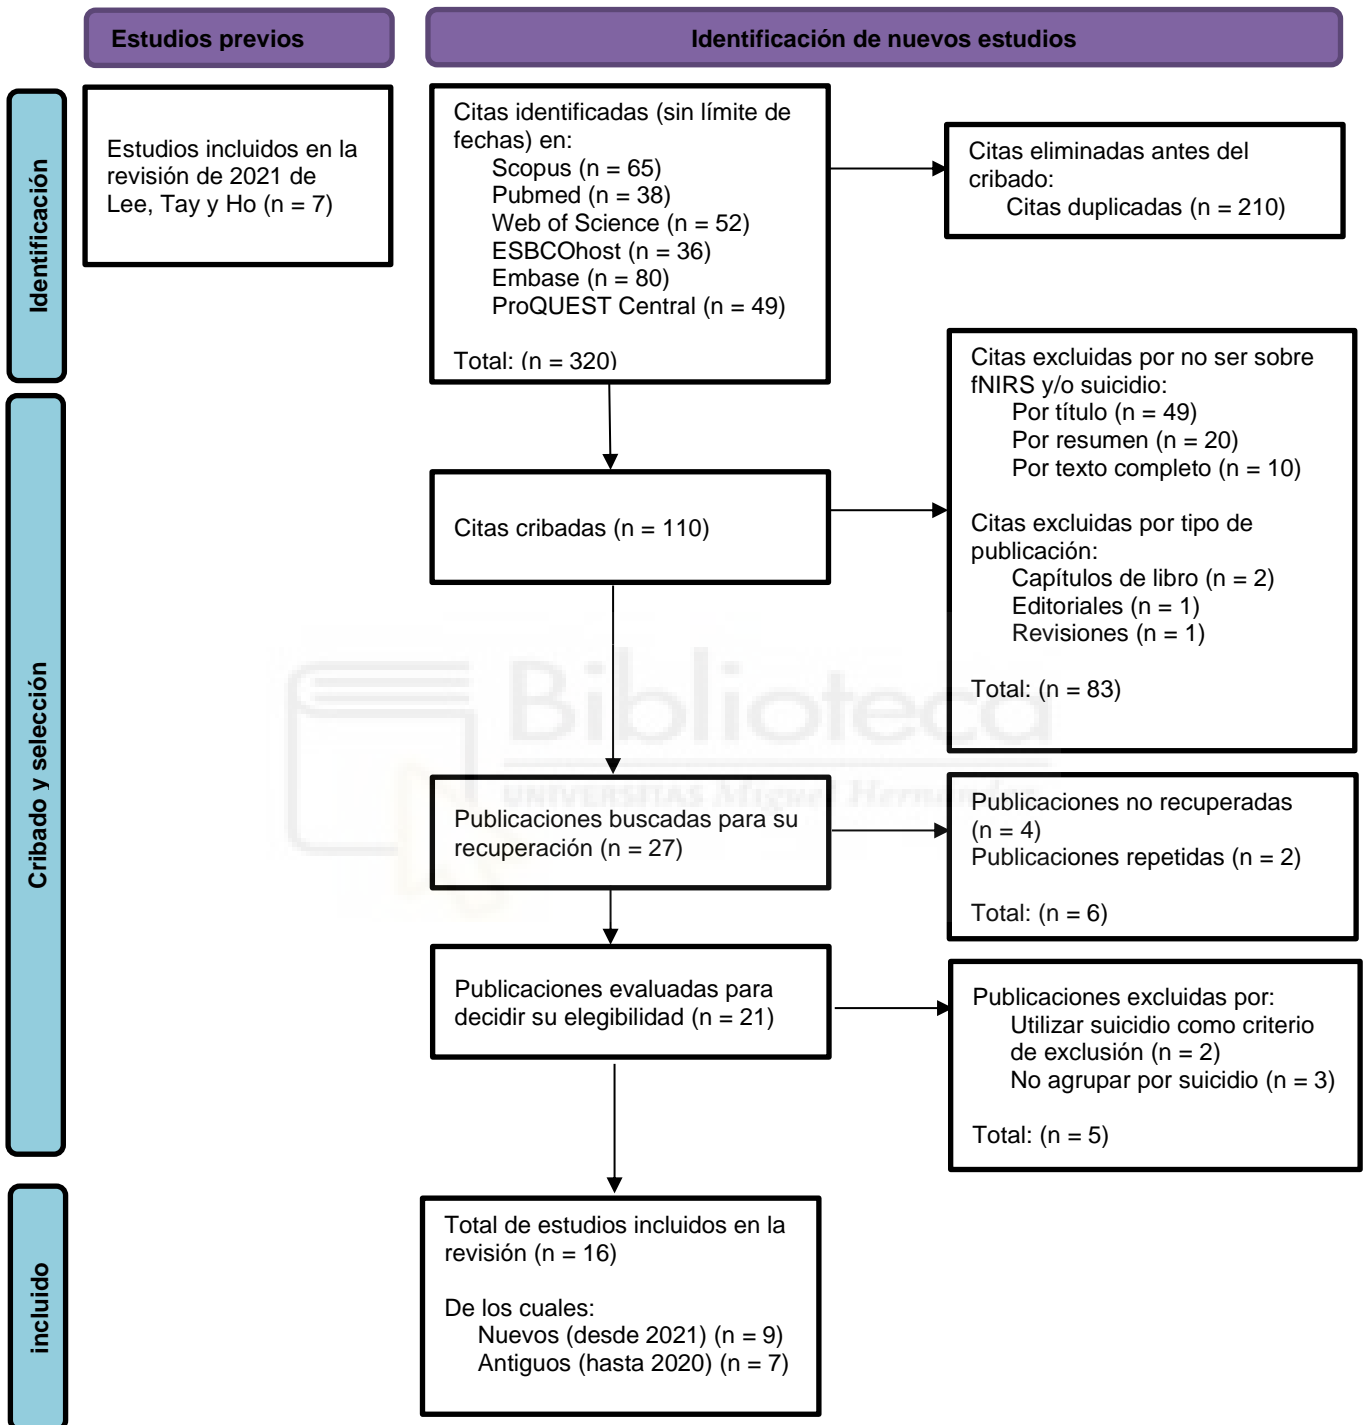 Estudios previos
Identificación de nuevos estudios
Identificación
Estudios incluidos en la
revisión de 2021 de
Lee, Tay y Ho (n = 7)
Citas identificadas (sin límite de
fechas) en:
Scopus (n = 65)
Pubmed (n = 38)
Web of Science (n = 52)
ESBCOhost (n = 36)
Embase (n = 80)
ProQUEST Central (n = 49)
Total: (n = 320)
Citas eliminadas antes del
cribado:
Citas duplicadas (n = 210)
Cribado y selección
Citas cribadas (n = 110)
Citas excluidas por no ser sobre
fNIRS y/o suicidio:
Por título (n = 49)
Por resumen (n = 20)
Por texto completo (n = 10)
Citas excluidas por tipo de
publicación:
Capítulos de libro (n = 2)
Editoriales (n = 1)
Revisiones (n = 1)
Total: (n = 83)
Biblioteca
UNIVERSITAS Miguel Hernández
Publicaciones buscadas para su
recuperación (n = 27)
Publicaciones no recuperadas
(n = 4)
Publicaciones repetidas (n = 2)
Total: (n = 6)
Publicaciones evaluadas para
decidir su elegibilidad (n = 21)
Publicaciones excluidas por:
Utilizar suicidio como criterio
de exclusión (n = 2)
No agrupar por suicidio (n = 3)
Total: (n = 5)
incluido
Total de estudios incluidos en la
revisión (n = 16)
De los cuales:
Nuevos (desde 2021) (n = 9)
Antiguos (hasta 2020) (n = 7)